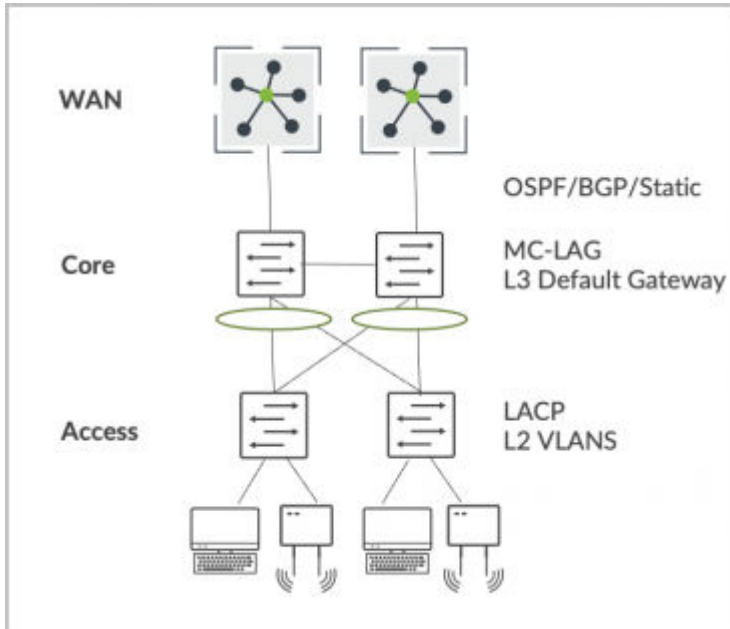 WAN
OSPF/BGP/Static
Core
MC-LAG
L3 Default Gateway
Access
LACP
L2 VLANS